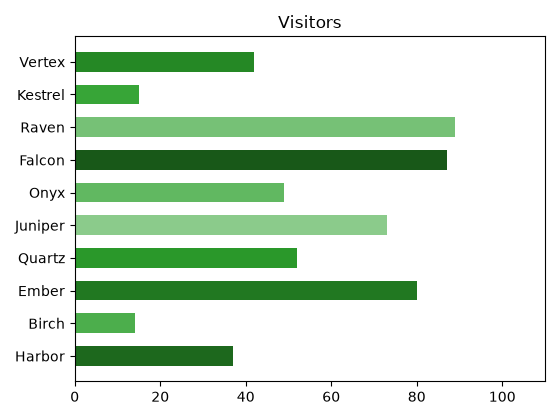 Visitors
Vertex
Kestrel
Raven
Falcon
Onyx
Juniper
Quartz
Ember
Birch
Harbor
0 20 40 60 80 100